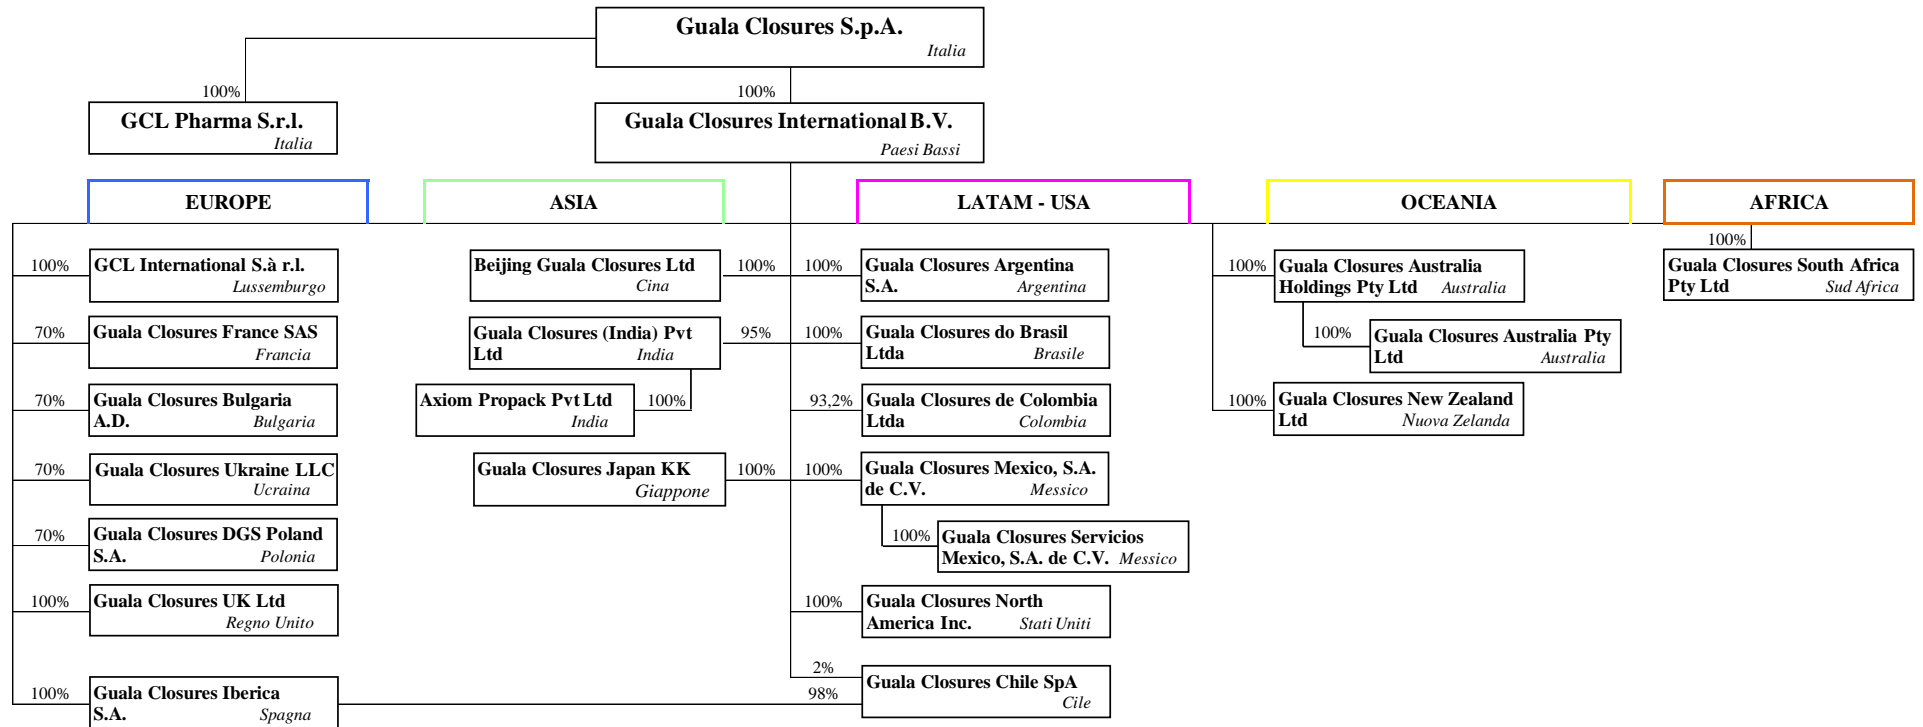 Guala Closures S.p.A.
Italia
100%
100%
GCL Pharma S.r.l.
Italia
Guala Closures International B.V.
Paesi Bassi
EUROPE
ASIA
LATAM - USA
OCEANIA
AFRICA
100%
GCL International S.à r.l.
Lussemburgo
70%
Guala Closures France SAS
Francia
70%
Guala Closures Bulgaria
A.D. Bulgaria
70%
Guala Closures Ukraine LLC
Ucraina
70%
Guala Closures DGS Poland
S.A. Polonia
100%
Guala Closures UK Ltd
Regno Unito
100%
Guala Closures Iberica
S.A. Spagna
Beijing Guala Closures Ltd
Cina
100%
Guala Closures (India) Pvt
Ltd India
95%
Axiom Propack Pvt Ltd
India
100%
Guala Closures Japan KK
Giappone
100%
100%
Guala Closures Argentina
S.A. Argentina
100%
Guala Closures do Brasil
Ltda Brasile
93,2%
Guala Closures de Colombia
Ltda Colombia
100%
Guala Closures Mexico, S.A.
de C.V. Messico
100%
Guala Closures Servicios
Mexico, S.A. de C.V. Messico
100%
Guala Closures North
America Inc. Stati Uniti
2%
98%
Guala Closures Chile SpA
Cile
100%
Guala Closures Australia
Holdings Pty Ltd Australia
100%
Guala Closures Australia Pty
Ltd Australia
100%
Guala Closures New Zealand
Ltd Nuova Zelanda
100%
Guala Closures South Africa
Pty Ltd Sud Africa